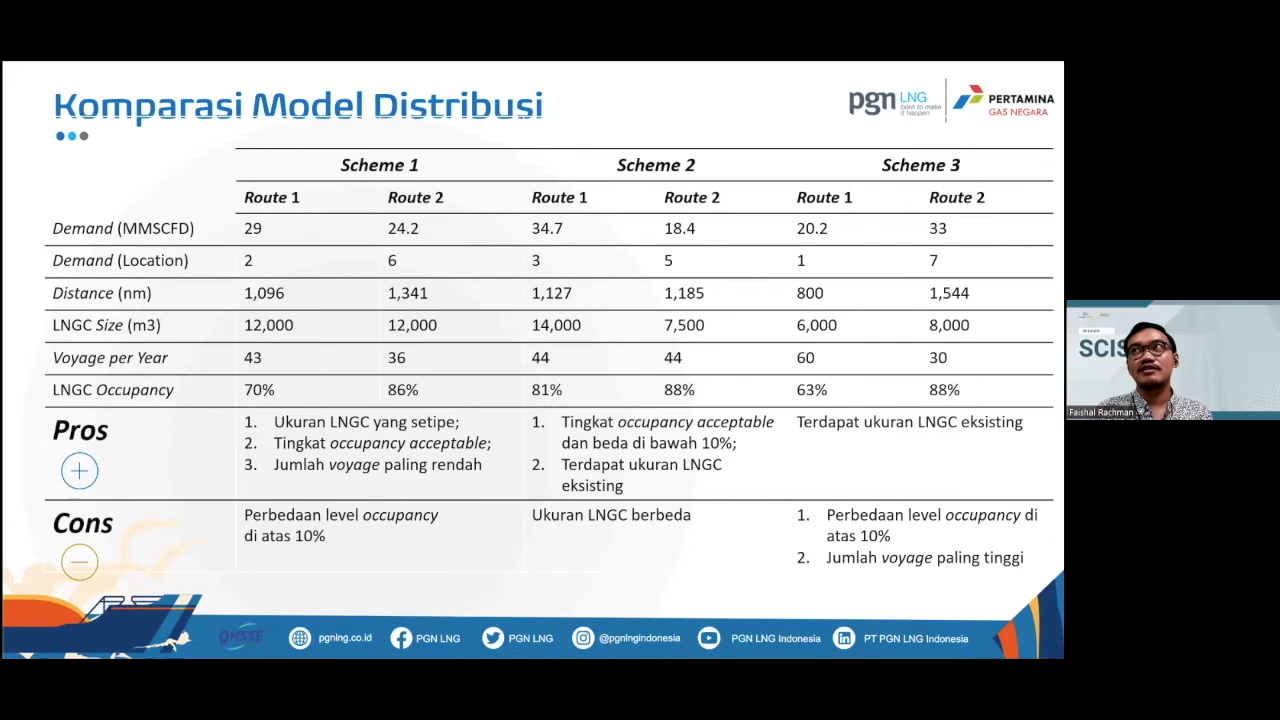 Komparasi Model Distribusi
pgn LNG
born to make
it happen
PERTAMINA
GAS NEGARA
Scheme 1 Scheme 2 Scheme 3
Route 1 Route 2 Route 1 Route 2 Route 1 Route 2
Demand (MMSCFD) 29 24.2 34.7 18.4 20.2 33
Demand (Location) 2 6 3 5 1 7
Distance (nm) 1,096 1,341 1,127 1,185 800 1,544
LNGC Size (m3) 12,000 12,000 14,000 7,500 6,000 8,000
Voyage per Year 43 36 44 44 60 30
LNGC Occupancy 70% 86% 81% 88% 63% 88%
Pros
1. Ukuran LNGC yang setipe;
2. Tingkat occupancy acceptable;
3. Jumlah voyage paling rendah
1. Tingkat occupancy acceptable
dan beda di bawah 10%;
2. Terdapat ukuran LNGC
eksisting
Terdapat ukuran LNGC eksisting
Cons
Perbedaan level occupancy
di atas 10%
Ukuran LNGC berbeda
1. Perbedaan level occupancy di
atas 10%
2. Jumlah voyage paling tinggi
QHSSE
pgnlng.co.id
PGN LNG
PGN LNG
@pgnlngindonesia
PGN LNG Indonesia
PT PGN LNG Indonesia
SPEAKER
SCIS
Faishal Rachman